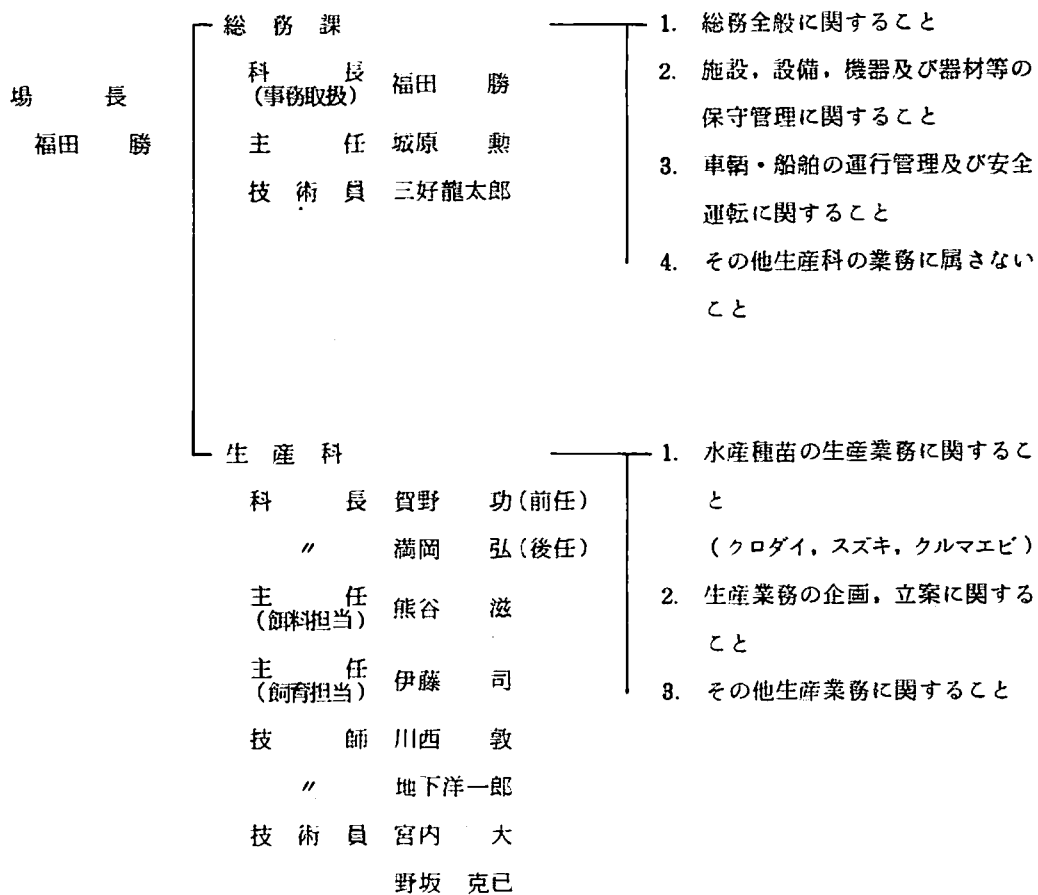 場長
福田 勝
総務課
科長 福田 勝
(事務取扱)
主任 城原 勲
技術員 三好龍太郎
1. 総務全般に関すること
2. 施設，設備，機器及び器材等の
保守管理に関すること
3. 車輌・船舶の運行管理及び安全
運転に関すること
4. その他生産科の業務に属さない
こと
生産科
科長 賀野 功(前任)
〃 満岡 弘(後任)
主任 熊谷 滋
(餌料担当)
主任 伊藤 司
(飼育担当)
技師 川西 敦
〃 地下洋一郎
技術員 宮内 大
野坂 克己
1. 水産種苗の生産業務に関するこ
と
(クロダイ，スズキ，クルマエビ)
2. 生産業務の企画，立案に関する
こと
3. その他生産業務に関すること